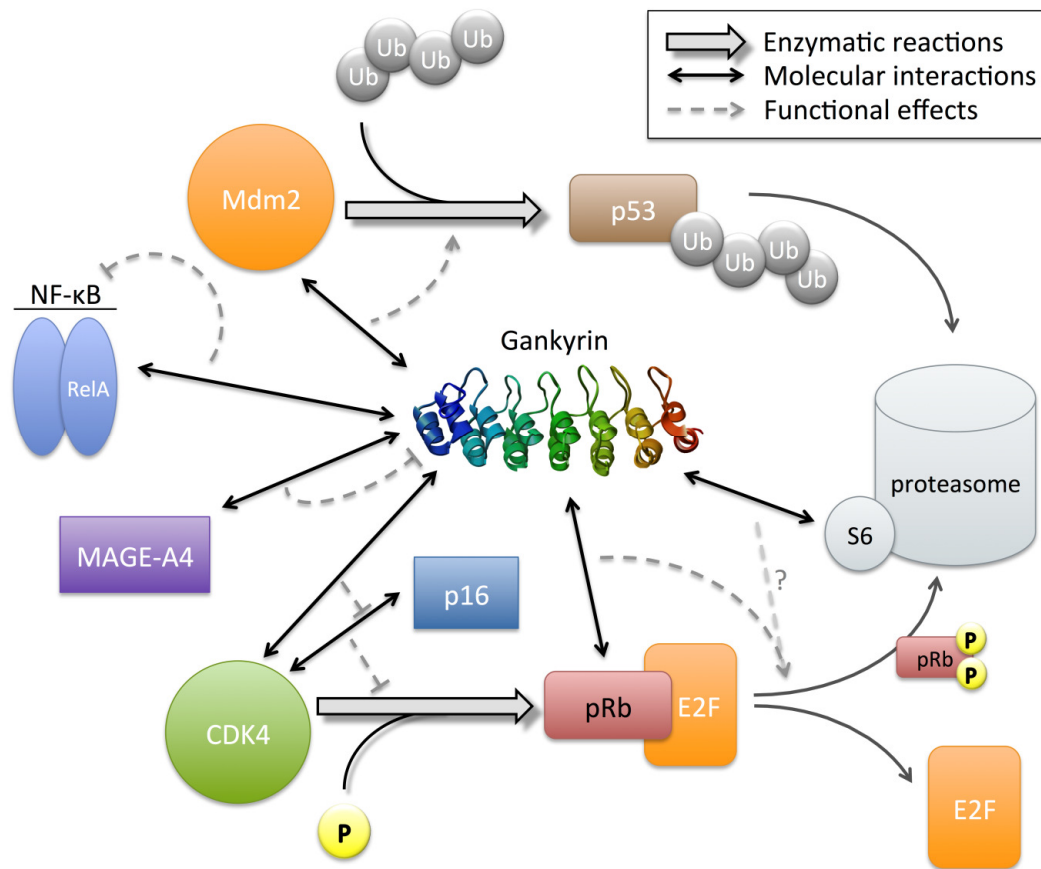 Enzymatic reactions
Molecular interactions
Functional effects
Ub
Ub
Ub
Ub
Mdm2
p53
Ub
Ub
Ub
Ub
NF-κB
RelA
Gankyrin
proteasome
S6
MAGE-A4
p16
?
pRb
P
P
CDK4
pRb
E2F
P
E2F